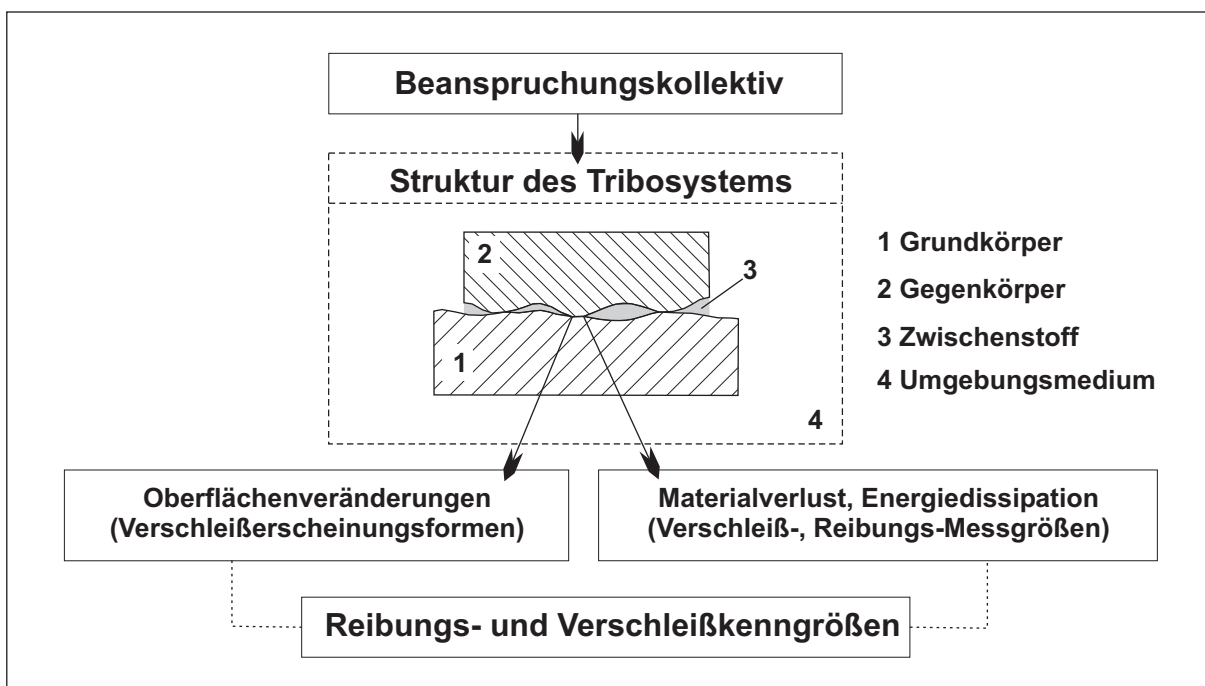 Beanspruchungskollektiv
Struktur des Tribosystems
2
3
1
4
1 Grundkörper
2 Gegenkörper
3 Zwischenstoff
4 Umgebungsmedium
Oberflächenveränderungen
(Verschleißerscheinungsformen)
Materialverlust, Energiedissipation
(Verschleiß-, Reibungs-Messgrößen)
Reibungs- und Verschleißkenngrößen